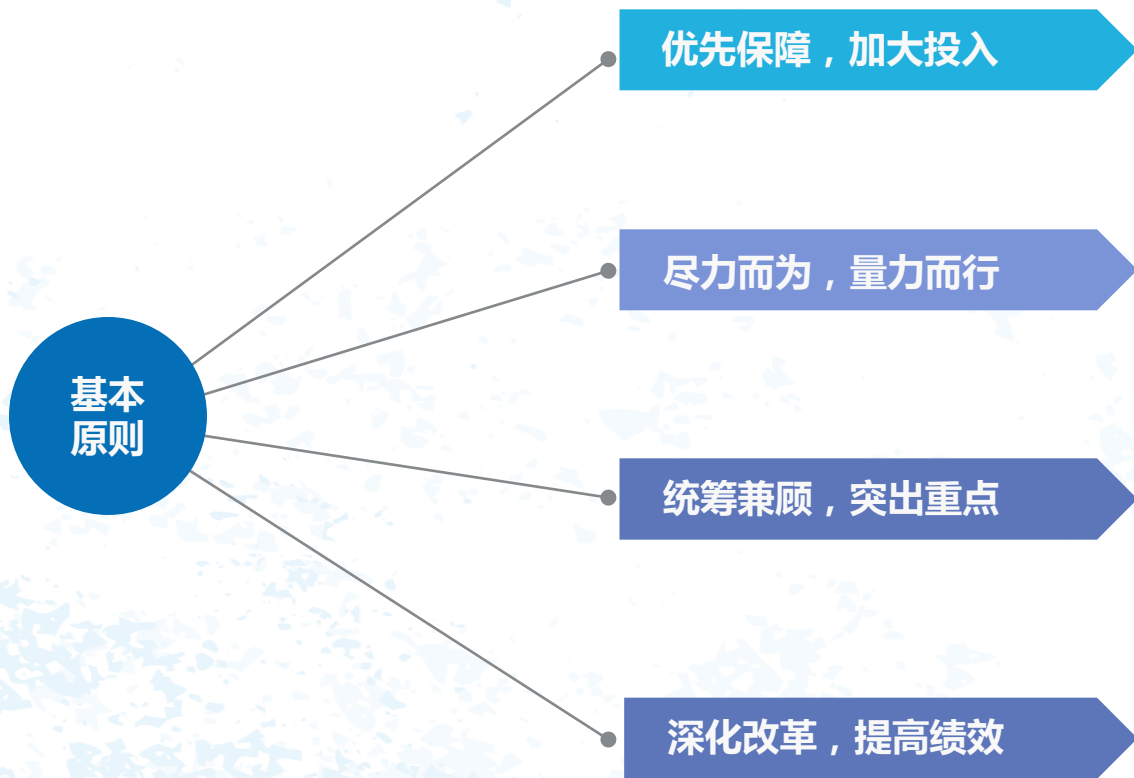 优先保障，加大投入
尽力而为，量力而行
基本
原则
统筹兼顾，突出重点
深化改革，提高绩效